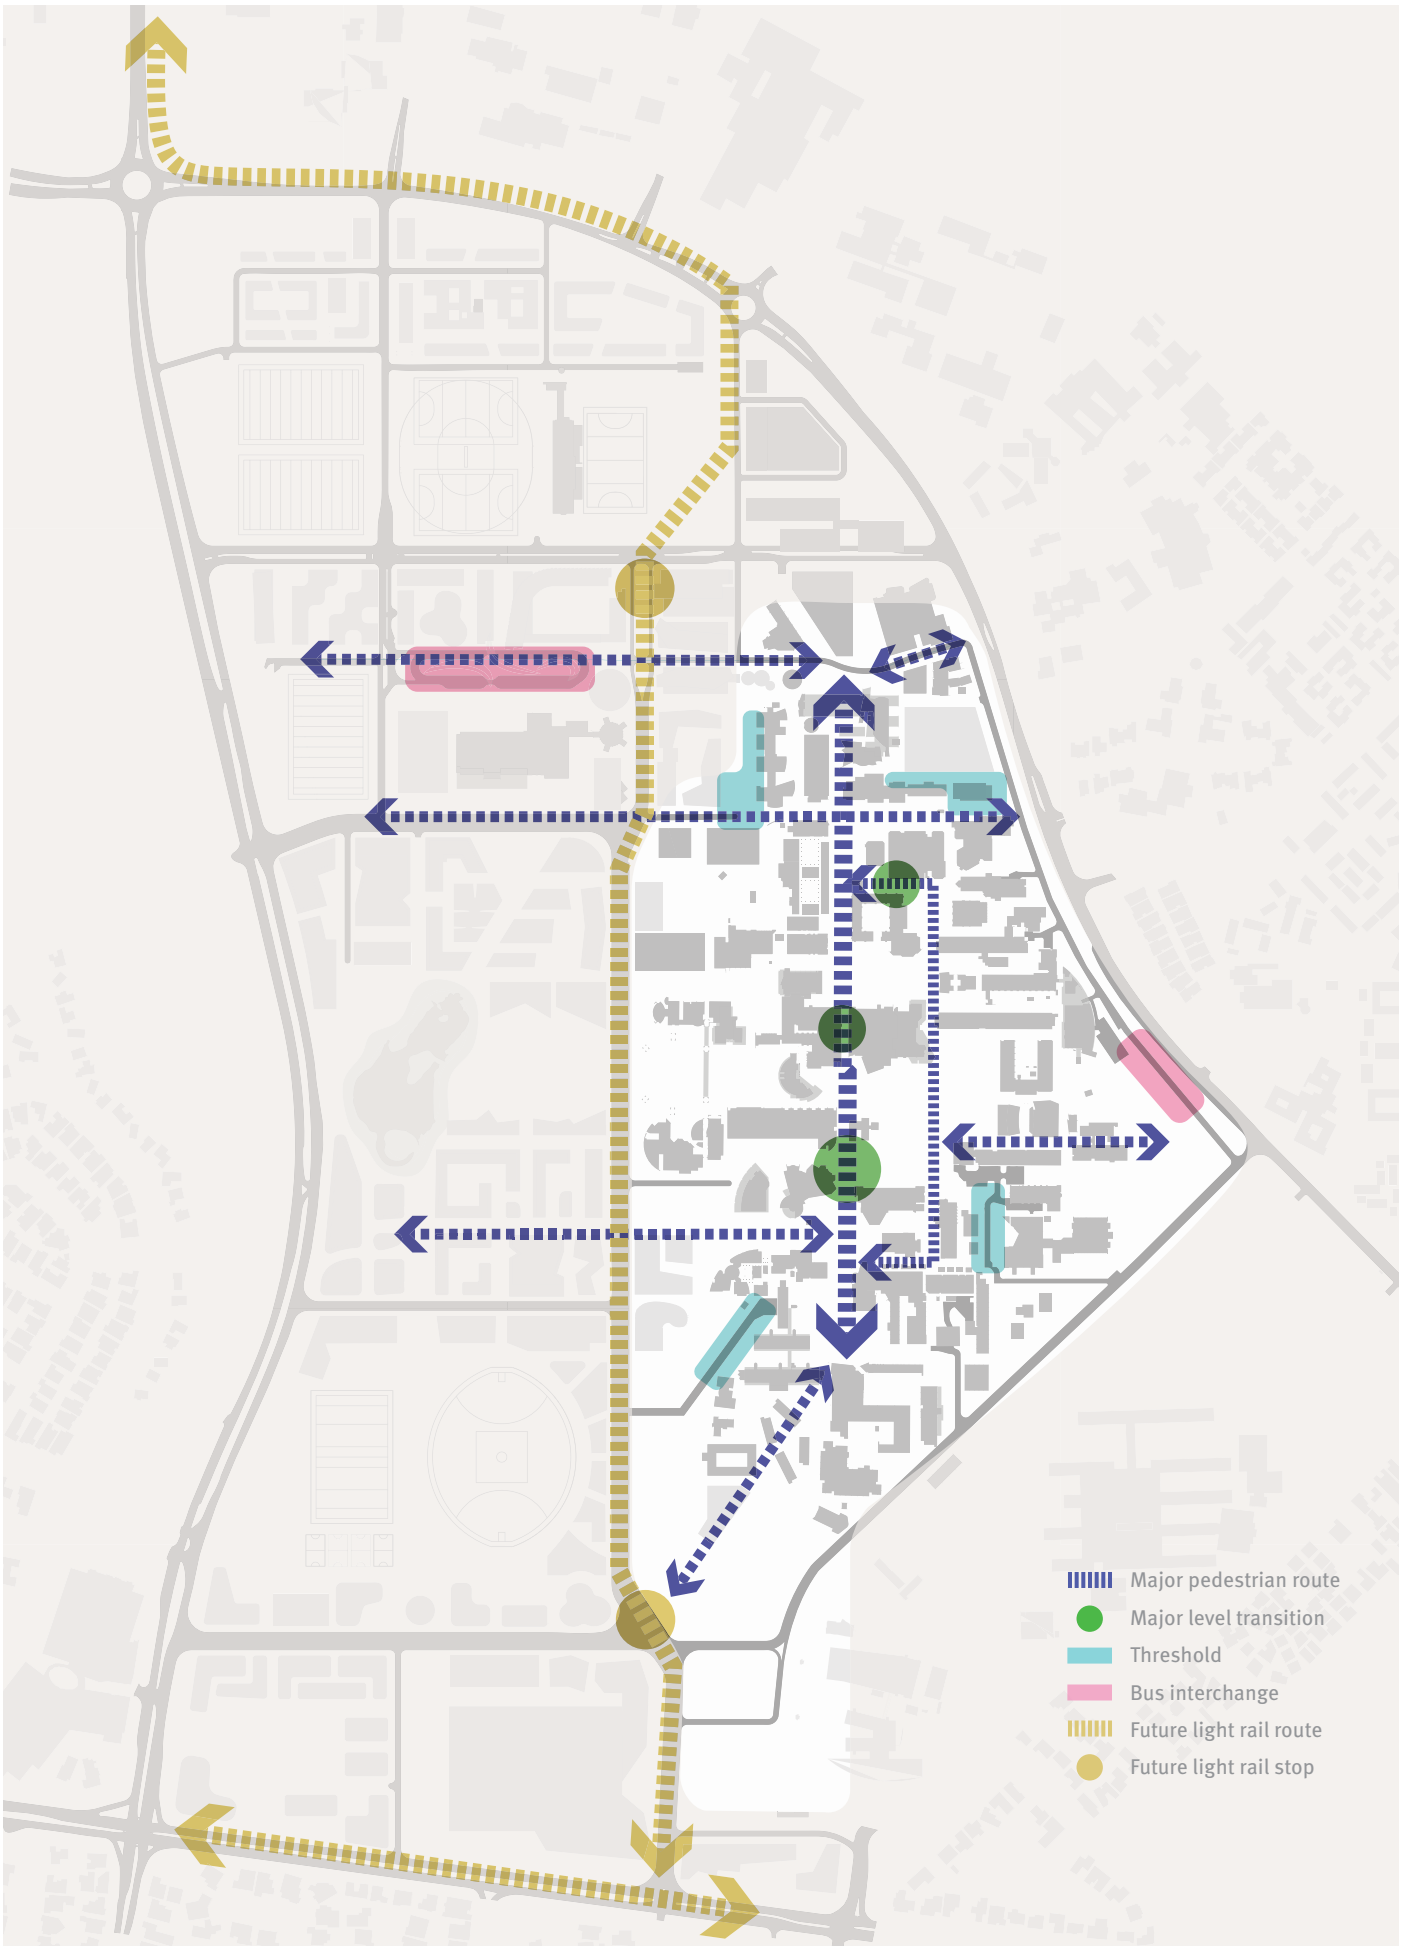 Major pedestrian route
Major level transition
Threshold
Bus interchange
Future light rail route
Future light rail stop